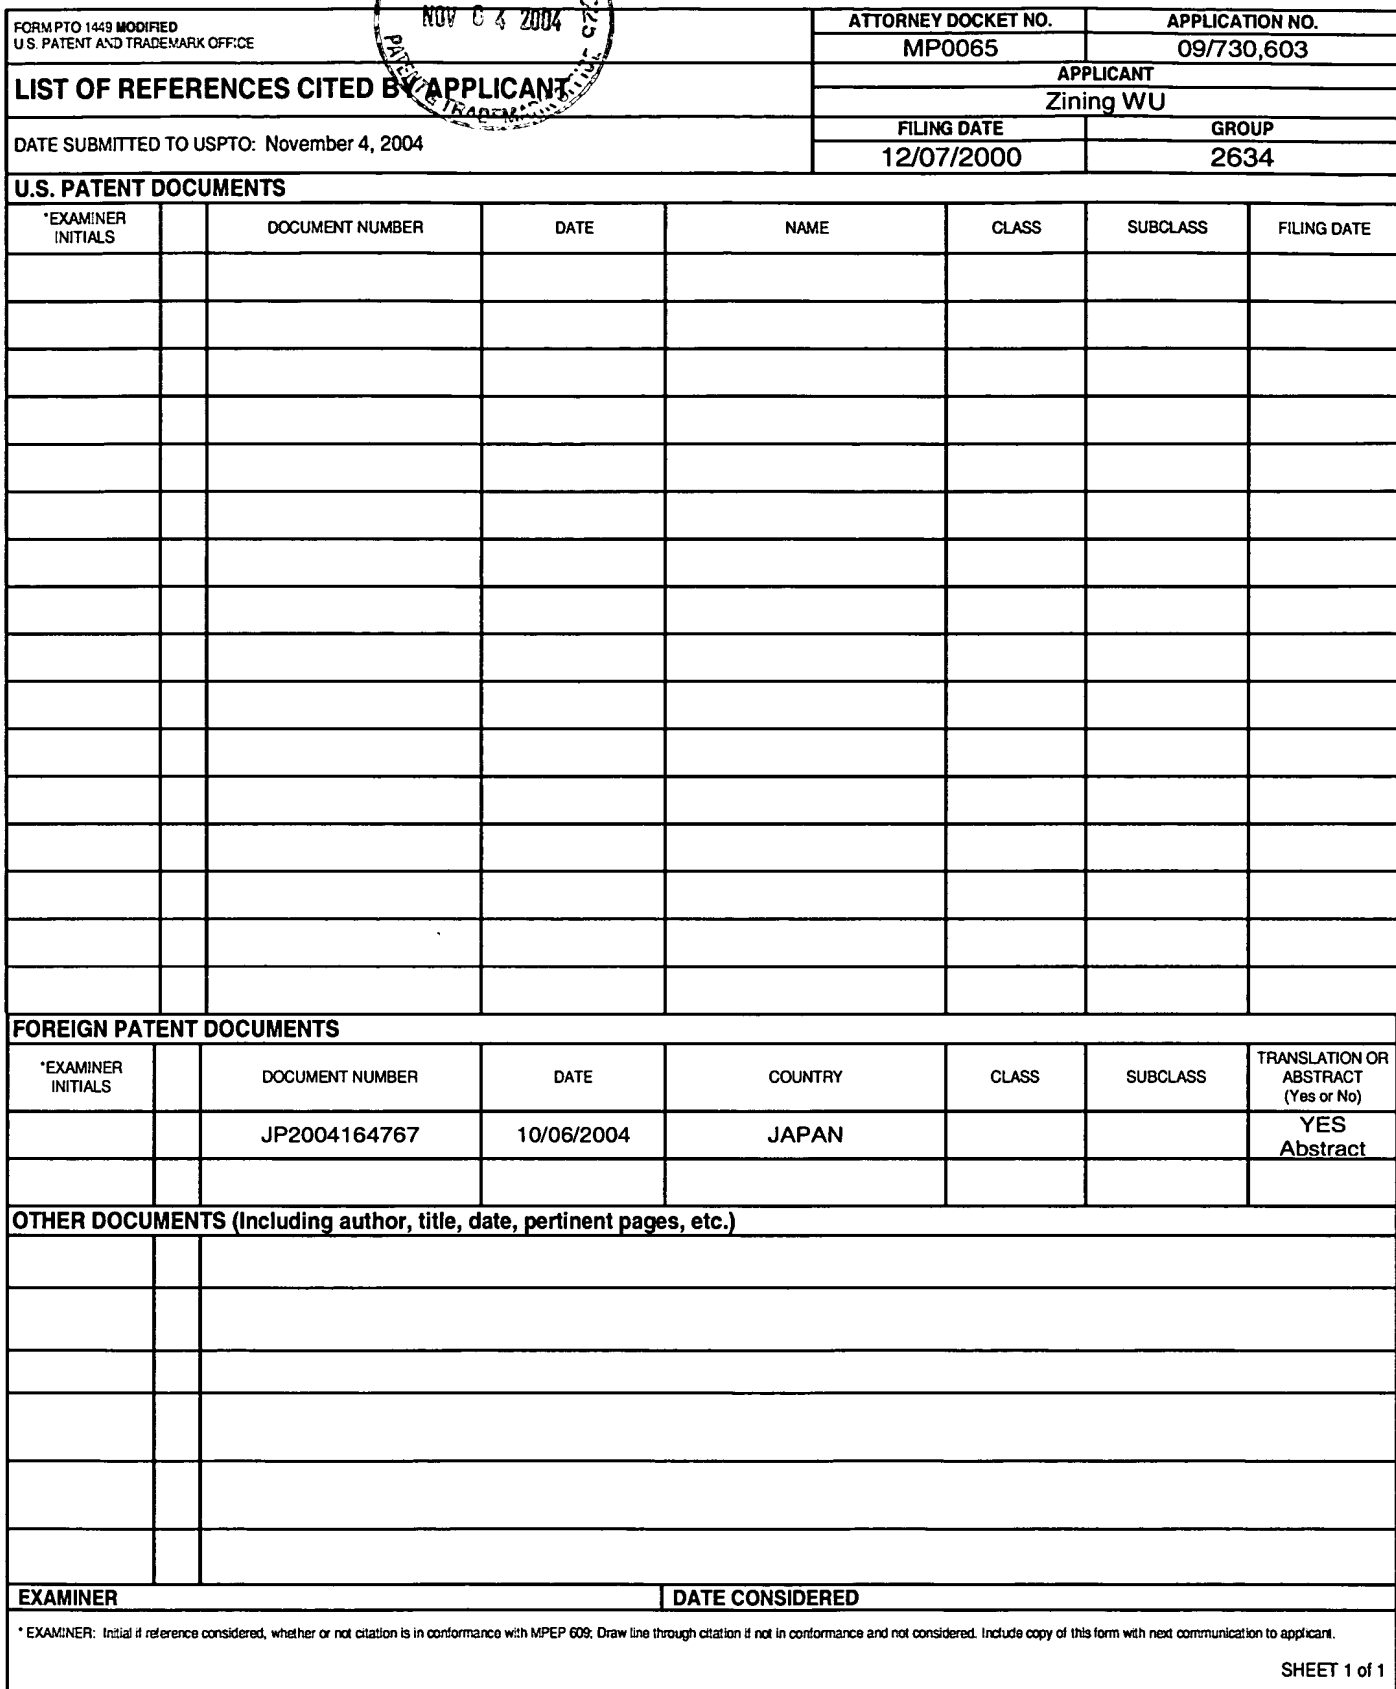 FORM PTO 1449 MODIFIED
U.S. PATENT AND TRADEMARK OFFICE
NOV 0 4 2004
PATENT & TRADEMARK OFFICE
LIST OF REFERENCES CITED BY APPLICANT
DATE SUBMITTED TO USPTO: November 4, 2004
ATTORNEY DOCKET NO. APPLICATION NO.
MP0065 09/730,603
APPLICANT
Zining WU
FILING DATE GROUP
12/07/2000 2634
U.S. PATENT DOCUMENTS
*EXAMINER INITIALS DOCUMENT NUMBER DATE NAME CLASS SUBCLASS FILING DATE
FOREIGN PATENT DOCUMENTS
*EXAMINER INITIALS DOCUMENT NUMBER DATE COUNTRY CLASS SUBCLASS TRANSLATION OR ABSTRACT (Yes or No)
JP2004164767 10/06/2004 JAPAN YES Abstract
OTHER DOCUMENTS (Including author, title, date, pertinent pages, etc.)
EXAMINER DATE CONSIDERED
* EXAMINER: Initial if reference considered, whether or not citation is in conformance with MPEP 609; Draw line through citation if not in conformance and not considered. Include copy of this form with next communication to applicant.
SHEET 1 of 1